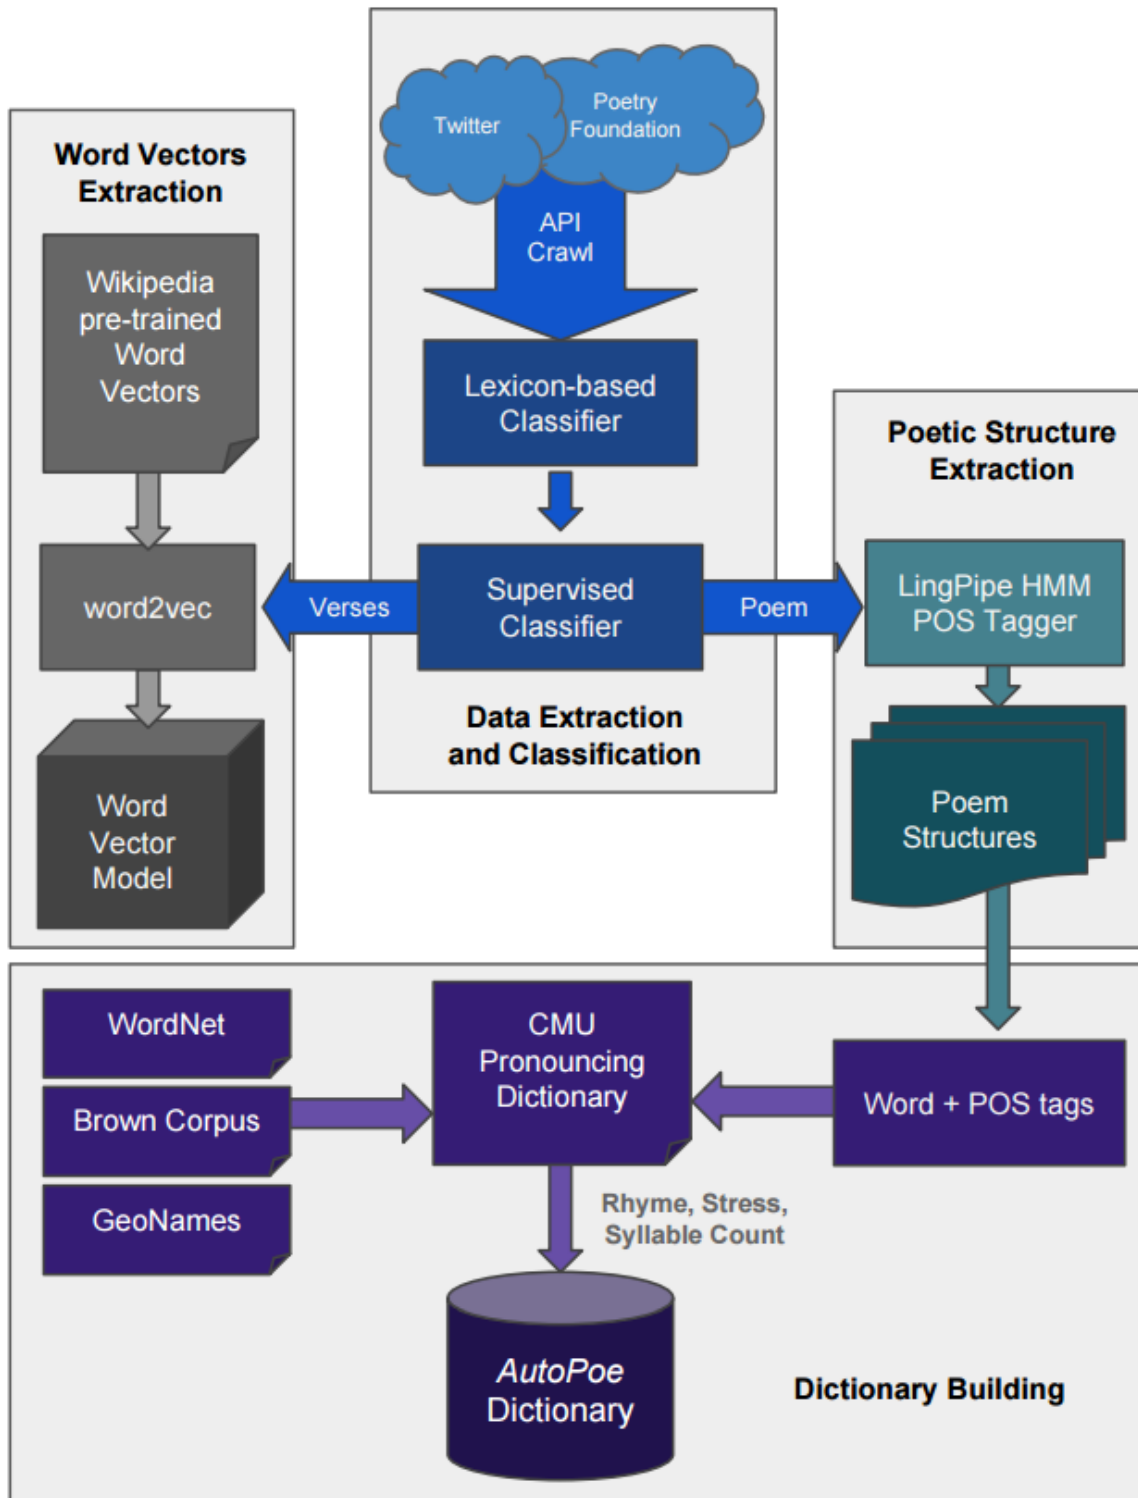 Twitter
Poetry
Foundation
API
Crawl
Word Vectors
Extraction
Wikipedia
pre-trained
Word
Vectors
Lexicon-based
Classifier
Poetic Structure
Extraction
word2vec
Verses
Supervised
Classifier
Poem
LingPipe HMM
POS Tagger
Data Extraction
and Classification
Word
Vector
Model
Poem
Structures
WordNet
Brown Corpus
GeoNames
CMU
Pronouncing
Dictionary
Word + POS tags
Rhyme, Stress,
Syllable Count
AutoPoe
Dictionary
Dictionary Building